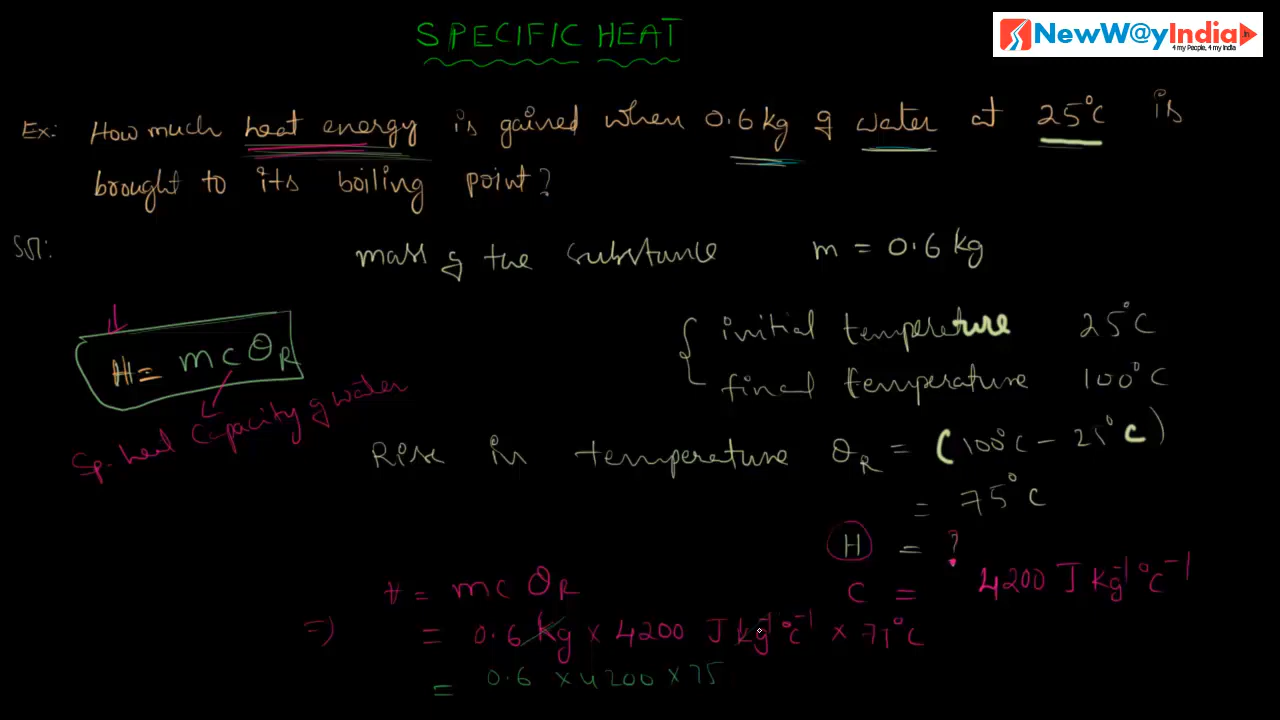 SPECIFIC HEAT
NewW@yIndia.in
4 my People, 4 my India
Ex: How much heat energy is gained when 0.6 kg of water at 25°C is
brought to its boiling point?
Sol:
mass of the substance m = 0.6 kg
H = mcθR
initial temperature 25°C
final temperature 100°C
Sp. heat Capacity of water
Rise in temperature θR = (100°C - 25°C)
= 75°C
H = ?
C = 4200 J kg⁻¹ °C⁻¹
H = mc θR
⇒ = 0.6 kg × 4200 J kg⁻¹ °C⁻¹ × 75°C
= 0.6 × 4200 × 75